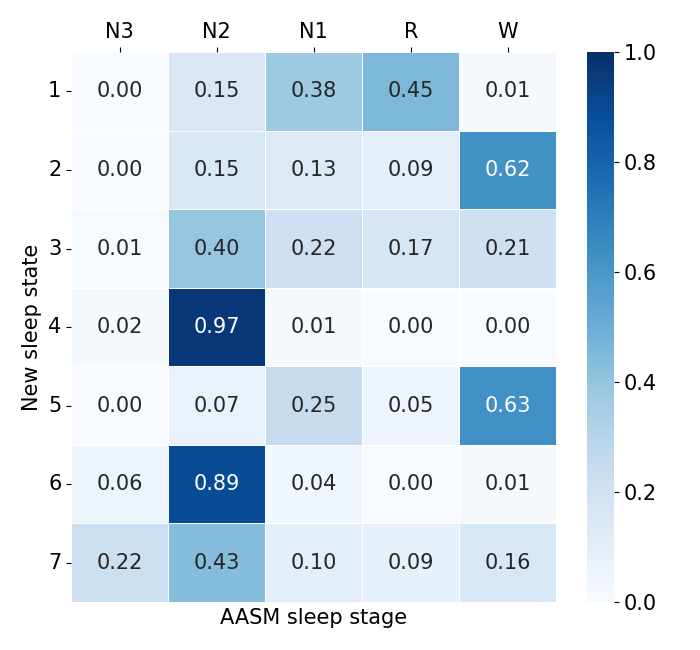 N3 N2 N1 R W
1 0.00 0.15 0.38 0.45 0.01
2 0.00 0.15 0.13 0.09 0.62
3 0.01 0.40 0.22 0.17 0.21
4 0.02 0.97 0.01 0.00 0.00
5 0.00 0.07 0.25 0.05 0.63
6 0.06 0.89 0.04 0.00 0.01
7 0.22 0.43 0.10 0.09 0.16
New sleep state
AASM sleep stage
1.0
0.8
0.6
0.4
0.2
0.0